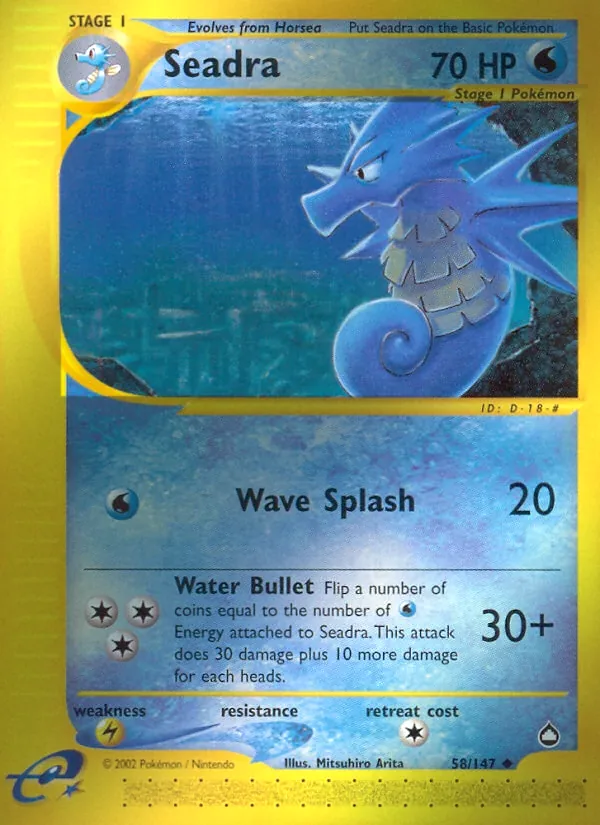 STAGE 1
Evolves from Horsea Put Seadra on the Basic Pokémon
Seadra 70 HP
Stage 1 Pokémon
ID: D-18-#
Wave Splash 20
Water Bullet Flip a number of
coins equal to the number of
Energy attached to Seadra. This attack
does 30 damage plus 10 more damage
for each heads.
30+
weakness resistance retreat cost
© 2002 Pokémon / Nintendo Illus. Mitsuhiro Arita 58/147
e